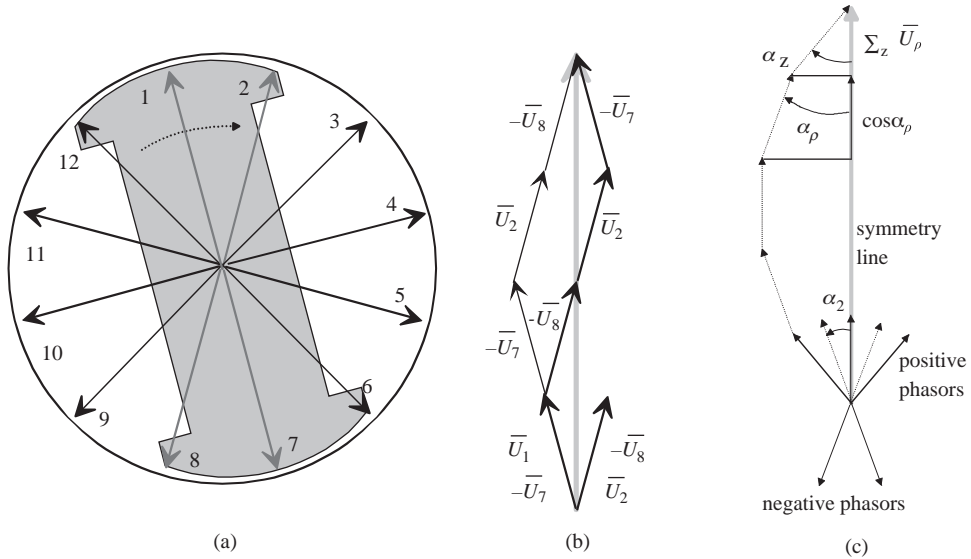 1
2
3
4
5
6
7
8
9
10
11
12
(a)
−U̅8
−U̅7
U̅2
U̅2
-U̅8
−U̅7
U̅1
−U̅8
−U̅7
U̅2
(b)
αz
Σz U̅ρ
αρ
cosαρ
symmetry
line
α2
positive
phasors
negative phasors
(c)